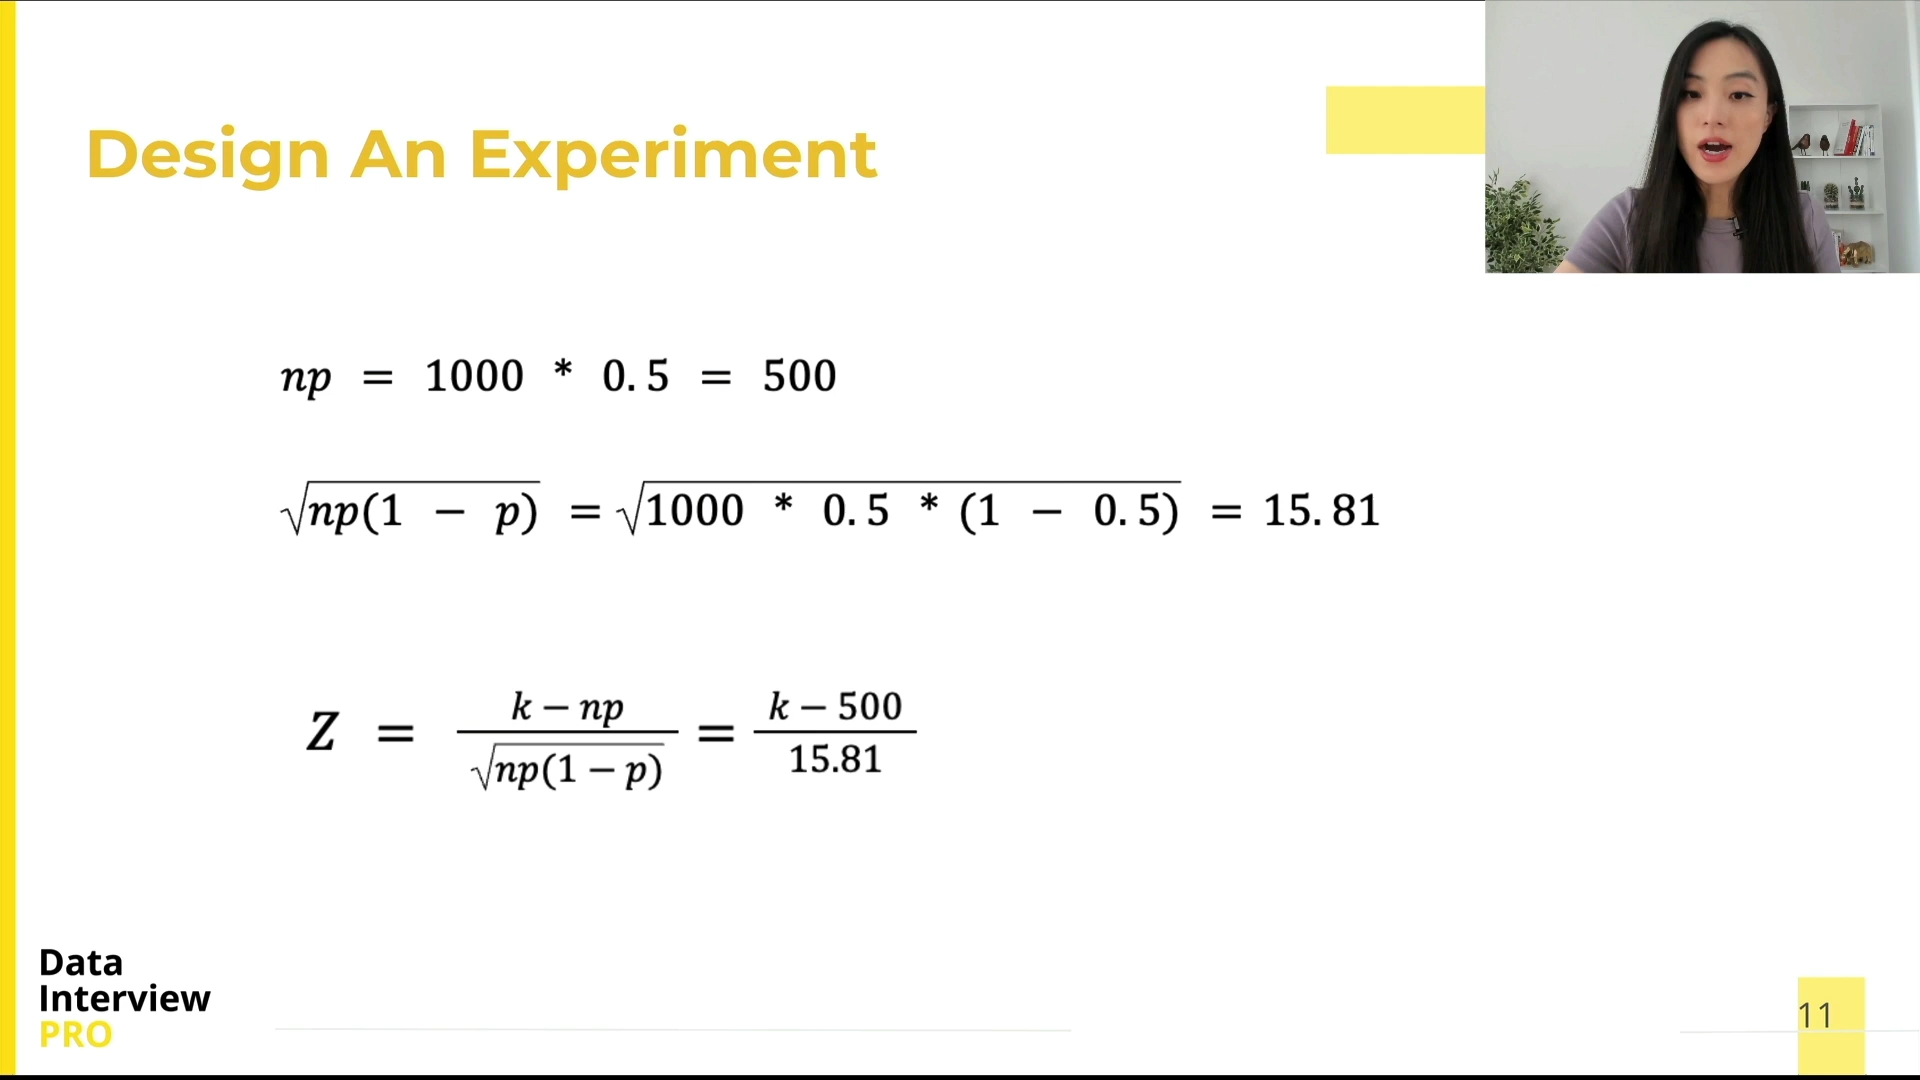 Design An Experiment
np = 1000 * 0.5 = 500
√np(1 − p) = √1000 * 0.5 * (1 − 0.5) = 15.81
Z = k − np / √np(1 − p) = k − 500 / 15.81
Data
Interview
PRO
11